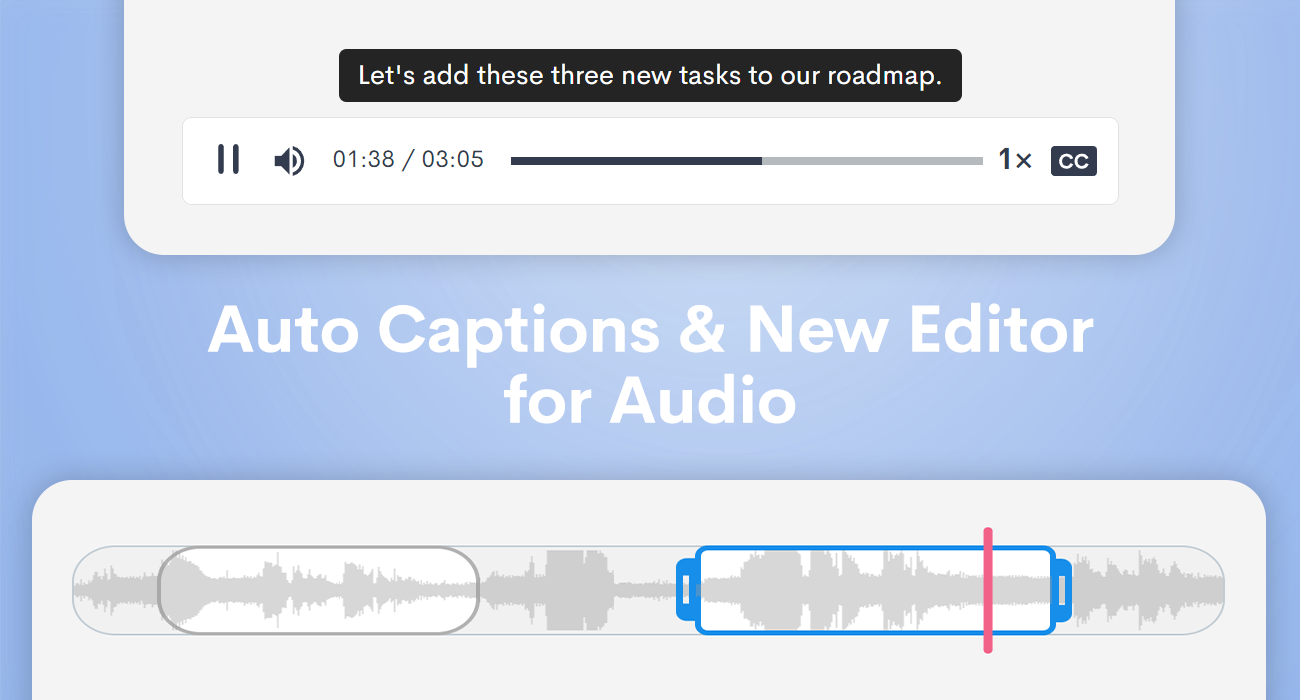 Let's add these three new tasks to our roadmap.
01:38 / 03:05 1× CC
Auto Captions & New Editor
for Audio